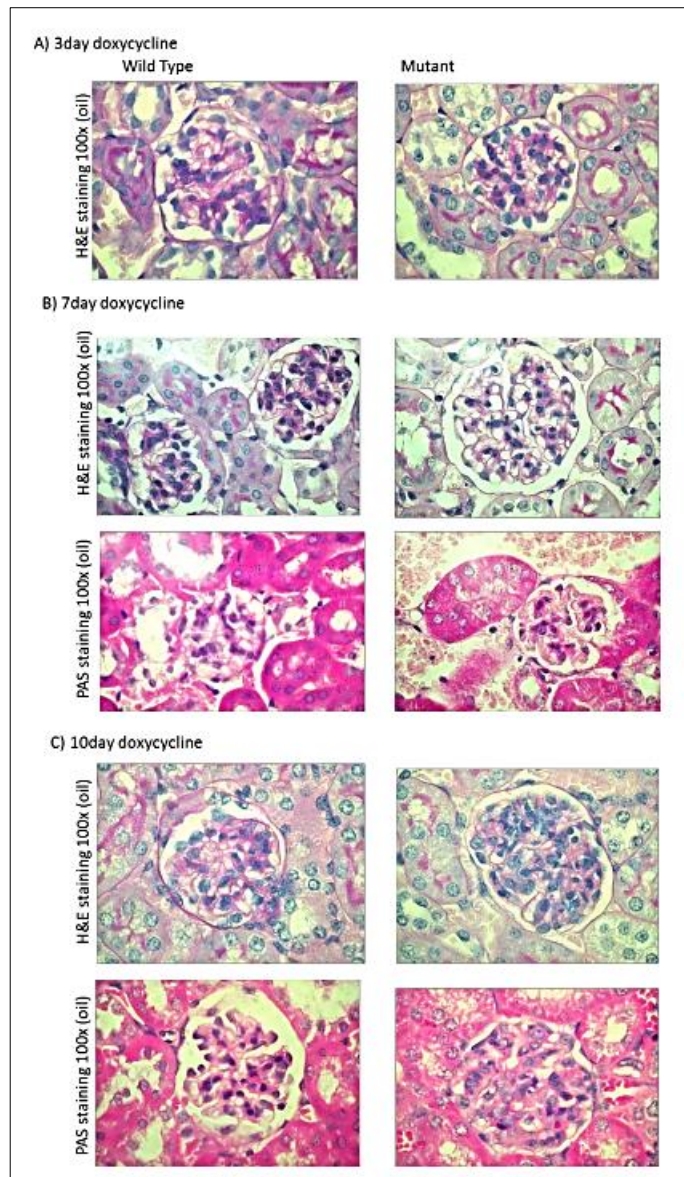 A) 3day doxycycline
Wild Type
Mutant
H&E staining 100x (oil)
B) 7day doxycycline
H&E staining 100x (oil)
PAS staining 100x (oil)
C) 10day doxycycline
H&E staining 100x (oil)
PAS staining 100x (oil)